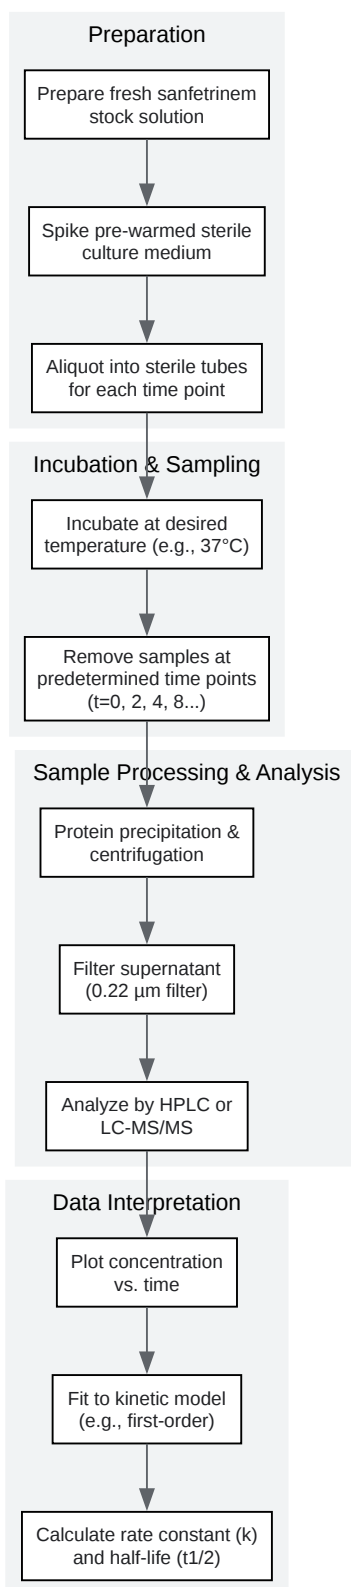 Preparation
Prepare fresh sanfetrinem
stock solution
Spike pre-warmed sterile
culture medium
Aliquot into sterile tubes
for each time point
Incubation & Sampling
Incubate at desired
temperature (e.g., 37°C)
Remove samples at
predetermined time points
(t=0, 2, 4, 8...)
Sample Processing & Analysis
Protein precipitation &
centrifugation
Filter supernatant
(0.22 µm filter)
Analyze by HPLC or
LC-MS/MS
Data Interpretation
Plot concentration
vs. time
Fit to kinetic model
(e.g., first-order)
Calculate rate constant (k)
and half-life (t1/2)